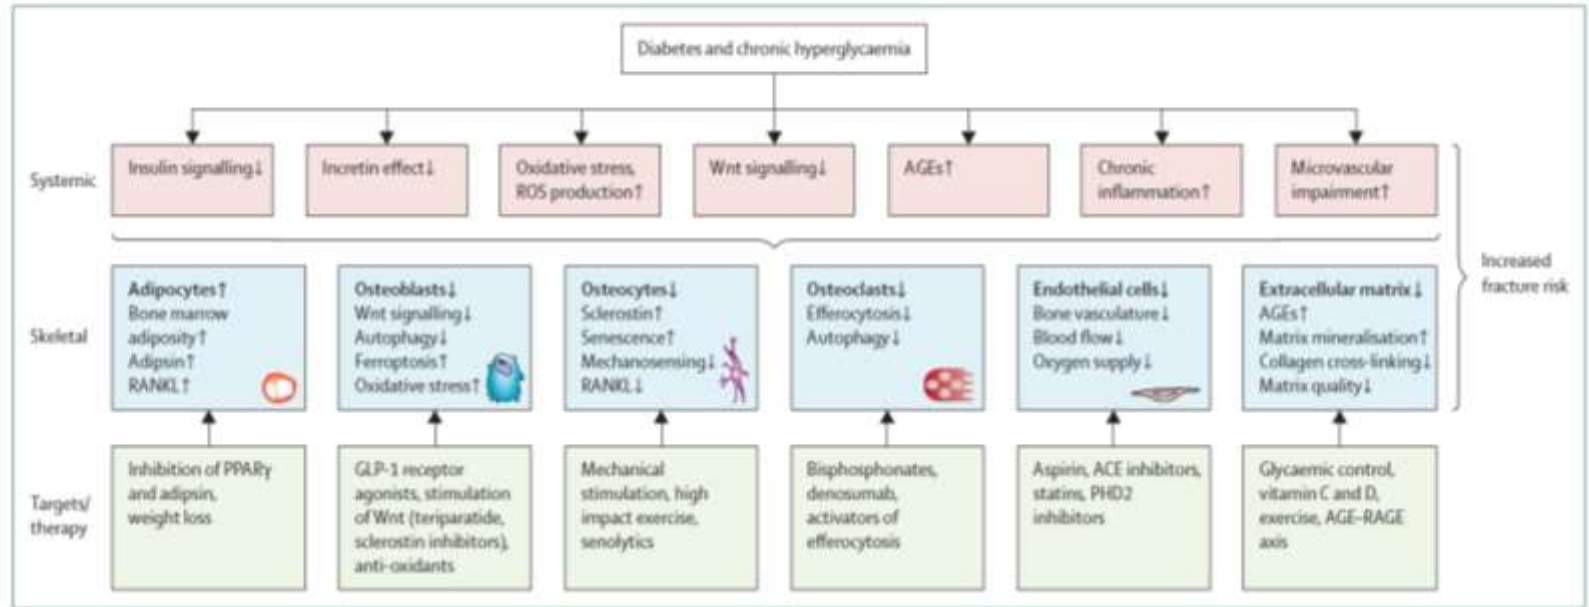 Diabetes and chronic hyperglycaemia
Systemic
Insulin signalling↓
Incretin effect↓
Oxidative stress,
ROS production↑
Wnt signalling↓
AGEs↑
Chronic
inflammation↑
Microvascular
impairment↑
Increased
fracture risk
Skeletal
Adipocytes↑
Bone marrow
adiposity↑
Adipsin↑
RANKL↑
Osteoblasts↓
Wnt signalling↓
Autophagy↓
Ferroptosis↑
Oxidative stress↑
Osteocytes↓
Sclerostin↑
Senescence↑
Mechanosensing↓
RANKL↓
Osteoclasts↓
Efferocytosis↓
Autophagy↓
Endothelial cells↓
Bone vasculature↓
Blood flow↓
Oxygen supply↓
Extracellular matrix↓
AGEs↑
Matrix mineralisation↑
Collagen cross-linking↓
Matrix quality↓
Targets/
therapy
Inhibition of PPARγ
and adipsin,
weight loss
GLP-1 receptor
agonists, stimulation
of Wnt (teriparatide,
sclerostin inhibitors),
anti-oxidants
Mechanical
stimulation, high
impact exercise,
senolytics
Bisphosphonates,
denosumab,
activators of
efferocytosis
Aspirin, ACE inhibitors,
statins, PHD2
inhibitors
Glycaemic control,
vitamin C and D,
exercise, AGE–RAGE
axis